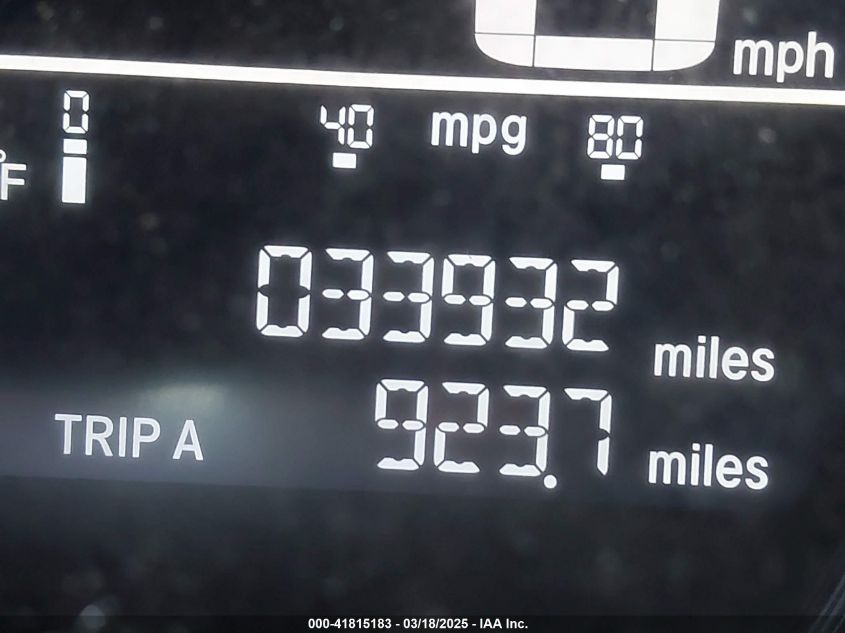 mph
0 40 mpg 80
°F
033932 miles
TRIP A 923.7 miles
000-41815183 - 03/18/2025 - IAA Inc.